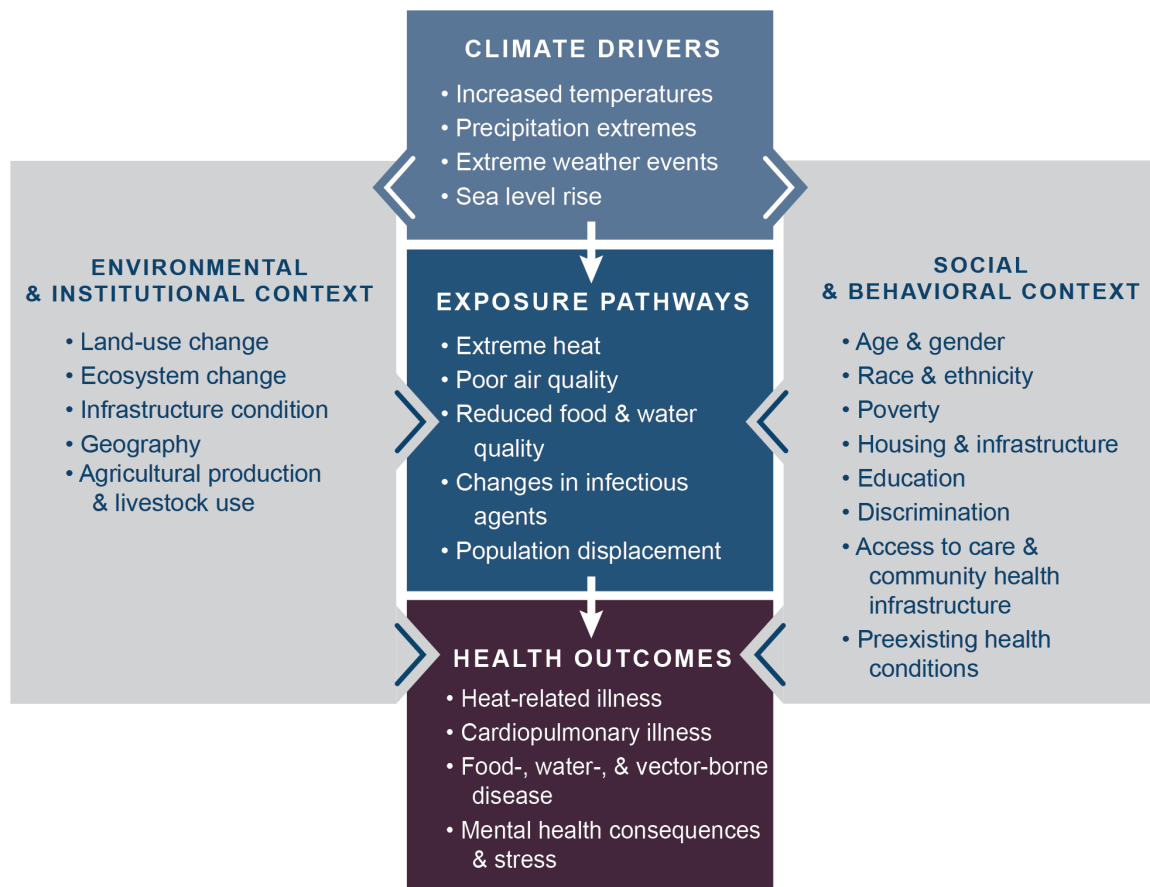 CLIMATE DRIVERS
• Increased temperatures
• Precipitation extremes
• Extreme weather events
• Sea level rise
ENVIRONMENTAL
& INSTITUTIONAL CONTEXT
• Land-use change
• Ecosystem change
• Infrastructure condition
• Geography
• Agricultural production
& livestock use
EXPOSURE PATHWAYS
• Extreme heat
• Poor air quality
• Reduced food & water
quality
• Changes in infectious
agents
• Population displacement
SOCIAL
& BEHAVIORAL CONTEXT
• Age & gender
• Race & ethnicity
• Poverty
• Housing & infrastructure
• Education
• Discrimination
• Access to care &
community health
infrastructure
• Preexisting health
conditions
HEALTH OUTCOMES
• Heat-related illness
• Cardiopulmonary illness
• Food-, water-, & vector-borne
disease
• Mental health consequences
& stress